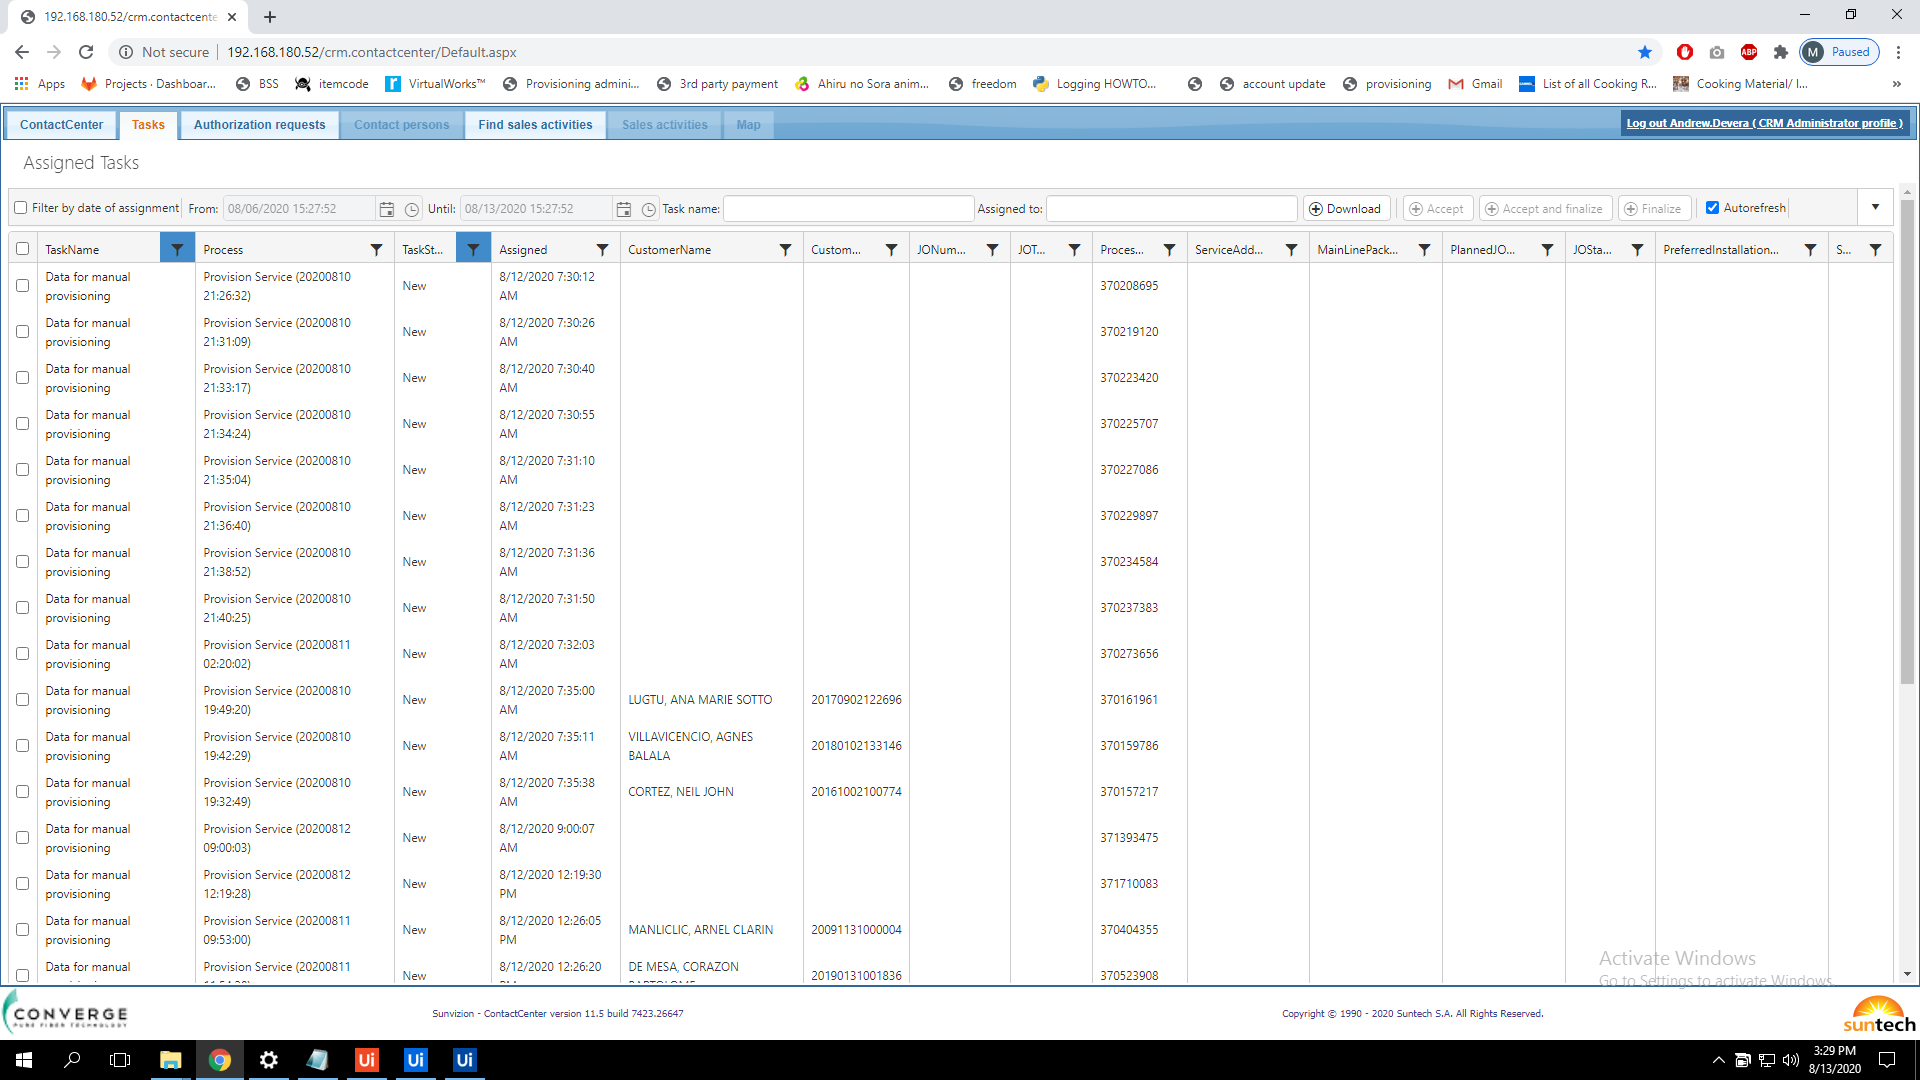 192.168.180.52/crm.contactcente
Not secure 192.168.180.52/crm.contactcenter/Default.aspx
M Paused
ABP
Apps Projects · Dashboar... BSS itemcode VirtualWorks™ Provisioning admini... 3rd party payment Ahiru no Sora anim... freedom Logging HOWTO... account update provisioning Gmail List of all Cooking R... Cooking Material/ I... »
ContactCenter Tasks Authorization requests Contact persons Find sales activities Sales activities Map Log out Andrew.Devera ( CRM Administrator profile )
Assigned Tasks
Filter by date of assignment From: 08/06/2020 15:27:52 Until: 08/13/2020 15:27:52 Task name: Assigned to: Download Accept Accept and finalize Finalize Autorefresh
TaskName Process TaskSt... Assigned CustomerName Custom... JONum... JOT... Proces... ServiceAdd... MainLinePack... PlannedJO... JOSta... PreferredInstallation... S...
Data for manual Provision Service (20200810 8/12/2020 7:30:12
New 370208695
provisioning 21:26:32) AM
Data for manual Provision Service (20200810 8/12/2020 7:30:26
New 370219120
provisioning 21:31:09) AM
Data for manual Provision Service (20200810 8/12/2020 7:30:40
New 370223420
provisioning 21:33:17) AM
Data for manual Provision Service (20200810 8/12/2020 7:30:55
New 370225707
provisioning 21:34:24) AM
Data for manual Provision Service (20200810 8/12/2020 7:31:10
New 370227086
provisioning 21:35:04) AM
Data for manual Provision Service (20200810 8/12/2020 7:31:23
New 370229897
provisioning 21:36:40) AM
Data for manual Provision Service (20200810 8/12/2020 7:31:36
New 370234584
provisioning 21:38:52) AM
Data for manual Provision Service (20200810 8/12/2020 7:31:50
New 370237383
provisioning 21:40:25) AM
Data for manual Provision Service (20200811 8/12/2020 7:32:03
New 370273656
provisioning 02:20:02) AM
Data for manual Provision Service (20200810 8/12/2020 7:35:00
New LUGTU, ANA MARIE SOTTO 20170902122696 370161961
provisioning 19:49:20) AM
Data for manual Provision Service (20200810 8/12/2020 7:35:11 VILLAVICENCIO, AGNES
New 20180102133146 370159786
provisioning 19:42:29) AM BALALA
Data for manual Provision Service (20200810 8/12/2020 7:35:38
New CORTEZ, NEIL JOHN 20161002100774 370157217
provisioning 19:32:49) AM
Data for manual Provision Service (20200812 8/12/2020 9:00:07
New 371393475
provisioning 09:00:03) AM
Data for manual Provision Service (20200812 8/12/2020 12:19:30
New 371710083
provisioning 12:19:28) PM
Data for manual Provision Service (20200811 8/12/2020 12:26:05
New MANLICLIC, ARNEL CLARIN 20091131000004 370404355
provisioning 09:53:00) PM
Data for manual Provision Service (20200811 8/12/2020 12:26:20 DE MESA, CORAZON
New 20190131001836 370523908
Activate Windows
Go to Settings to activate Windows.
CONVERGE
PURE FIBER TECHNOLOGY
Sunvizion - ContactCenter version 11.5 build 7423.26647
Copyright © 1990 - 2020 Suntech S.A. All Rights Reserved.
suntech
Ui Ui Ui
3:29 PM
8/13/2020